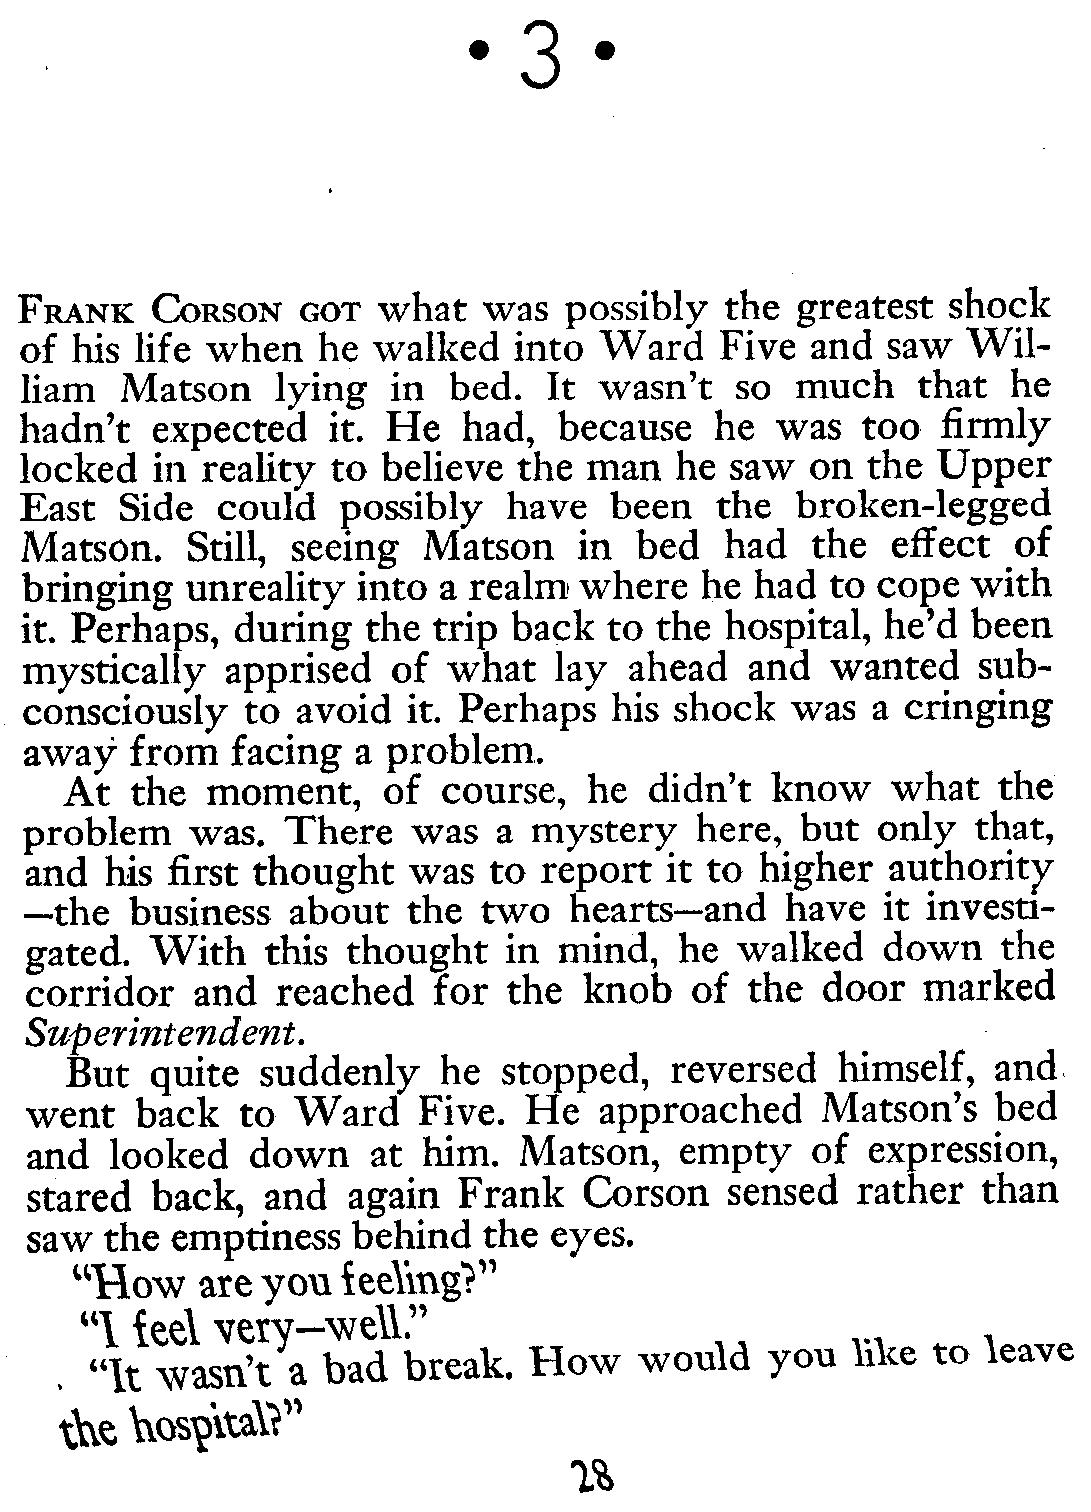 • 3 •
FRANK CORSON GOT what was possibly the greatest shock
of his life when he walked into Ward Five and saw Wil-
liam Matson lying in bed. It wasn't so much that he
hadn't expected it. He had, because he was too firmly
locked in reality to believe the man he saw on the Upper
East Side could possibly have been the broken-legged
Matson. Still, seeing Matson in bed had the effect of
bringing unreality into a realm where he had to cope with
it. Perhaps, during the trip back to the hospital, he'd been
mystically apprised of what lay ahead and wanted sub-
consciously to avoid it. Perhaps his shock was a cringing
away from facing a problem.
At the moment, of course, he didn't know what the
problem was. There was a mystery here, but only that,
and his first thought was to report it to higher authority
—the business about the two hearts—and have it investi-
gated. With this thought in mind, he walked down the
corridor and reached for the knob of the door marked
Superintendent.
But quite suddenly he stopped, reversed himself, and
went back to Ward Five. He approached Matson's bed
and looked down at him. Matson, empty of expression,
stared back, and again Frank Corson sensed rather than
saw the emptiness behind the eyes.
"How are you feeling?"
"I feel very—well."
"It wasn't a bad break. How would you like to leave
the hospital?"
28